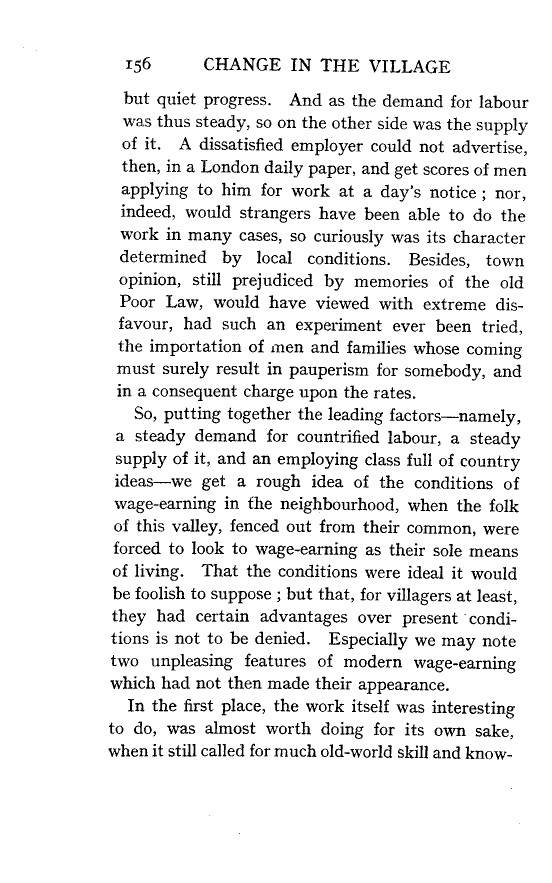 156 CHANGE IN THE VILLAGE
but quiet progress. And as the demand for labour
was thus steady, so on the other side was the supply
of it. A dissatisfied employer could not advertise,
then, in a London daily paper, and get scores of men
applying to him for work at a day's notice ; nor,
indeed, would strangers have been able to do the
work in many cases, so curiously was its character
determined by local conditions. Besides, town
opinion, still prejudiced by memories of the old
Poor Law, would have viewed with extreme dis-
favour, had such an experiment ever been tried,
the importation of men and families whose coming
must surely result in pauperism for somebody, and
in a consequent charge upon the rates.
So, putting together the leading factors—namely,
a steady demand for countrified labour, a steady
supply of it, and an employing class full of country
ideas—we get a rough idea of the conditions of
wage-earning in the neighbourhood, when the folk
of this valley, fenced out from their common, were
forced to look to wage-earning as their sole means
of living. That the conditions were ideal it would
be foolish to suppose ; but that, for villagers at least,
they had certain advantages over present condi-
tions is not to be denied. Especially we may note
two unpleasing features of modern wage-earning
which had not then made their appearance.
In the first place, the work itself was interesting
to do, was almost worth doing for its own sake,
when it still called for much old-world skill and know-